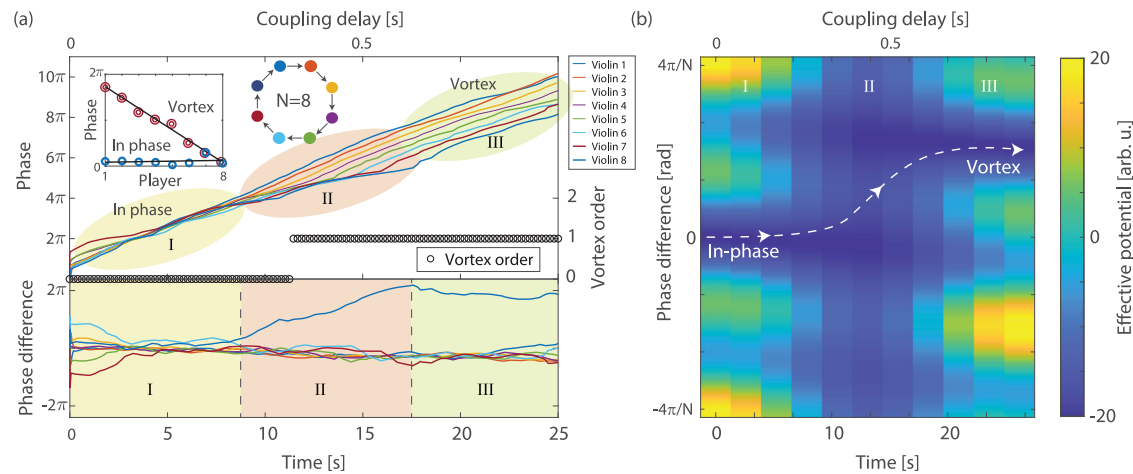 (a)
Coupling delay [s]
0
0.5
10π
8π
6π
4π
2π
Phase
2π
0
Phase
Vortex
In phase
1
8
Player
N=8
Vortex
In phase
I
II
III
Violin 1
Violin 2
Violin 3
Violin 4
Violin 5
Violin 6
Violin 7
Violin 8
2
1
0
Vortex order
Vortex order
2π
-2π
Phase difference
I
II
III
0
5
10
15
20
25
Time [s]
(b)
Coupling delay [s]
0
0.5
4π/N
0
-4π/N
Phase difference [rad]
I
II
III
In-phase
Vortex
0
10
20
Time [s]
20
10
0
-10
-20
Effective potential [arb. u.]